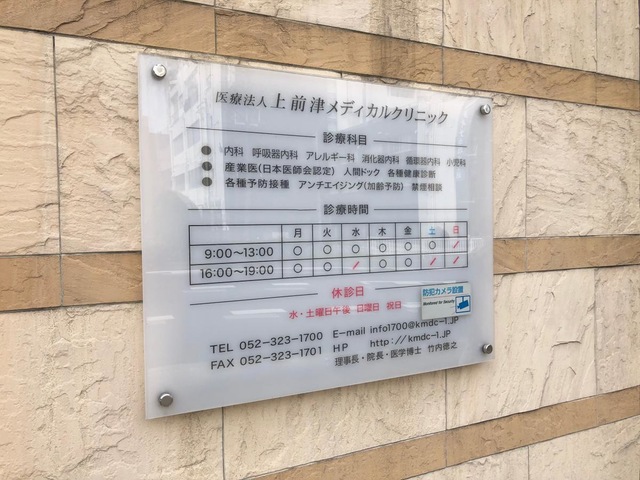 医療法人 上前津メディカルクリニック
診療科目
● 内科 呼吸器内科 アレルギー科 消化器内科 循環器内科 小児科
● 産業医(日本医師会認定) 人間ドック 各種健康診断
● 各種予防接種 アンチエイジング(加齢予防) 禁煙相談
診療時間
月 火 水 木 金 土 日
9:00〜13:00 ○ ○ ○ ○ ○ ○ /
16:00〜19:00 ○ ○ / ○ ○ / /
休診日
水・土曜日午後 日曜日 祝日
防犯カメラ設置
Monitored for Security
TEL 052-323-1700 E-mail info1700@kmdc-1.JP
FAX 052-323-1701 HP http://kmdc-1.JP
理事長・院長・医学博士 竹内徳之